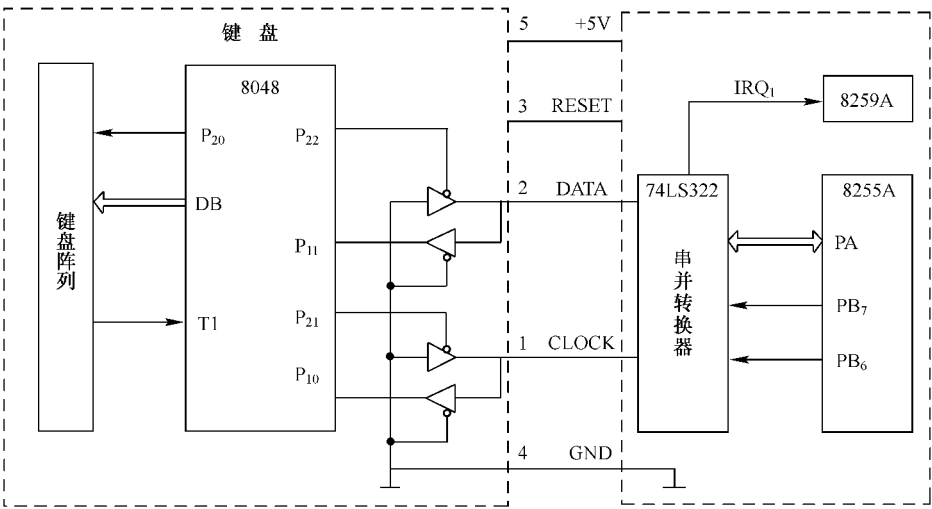 键 盘
5 +5V
8048
IRQ₁
8259A
3 RESET
P₂₀
P₂₂
2 DATA
74LS322
8255A
DB
键盘阵列
P₁₁
PA
串并转换器
P₂₁
T1
PB₇
1 CLOCK
P₁₀
PB₆
4 GND